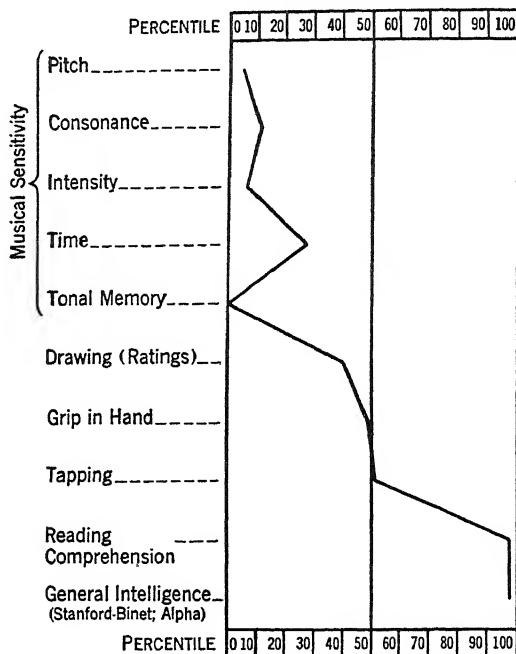 PERCENTILE 0 10 20 30 40 50 60 70 80 90 100
Musical Sensitivity
Pitch
Consonance
Intensity
Time
Tonal Memory
Drawing (Ratings)
Grip in Hand
Tapping
Reading
Comprehension
General Intelligence
(Stanford-Binet; Alpha)
PERCENTILE 0 10 20 30 40 50 60 70 80 90 100